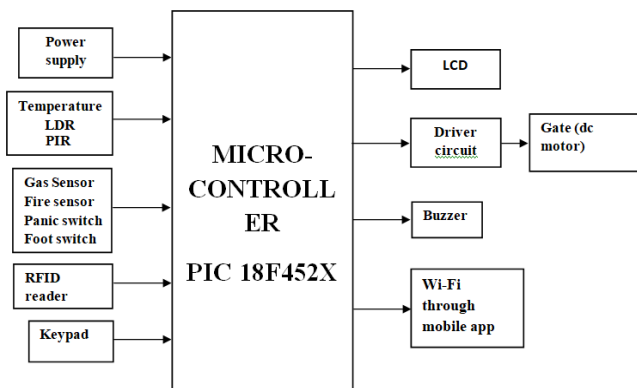 Power
supply
Temperature
LDR
PIR
Gas Sensor
Fire sensor
Panic switch
Foot switch
RFID
reader
Keypad
MICRO-
CONTROLL
ER
PIC 18F452X
LCD
Driver
circuit
Gate (dc
motor)
Buzzer
Wi-Fi
through
mobile app